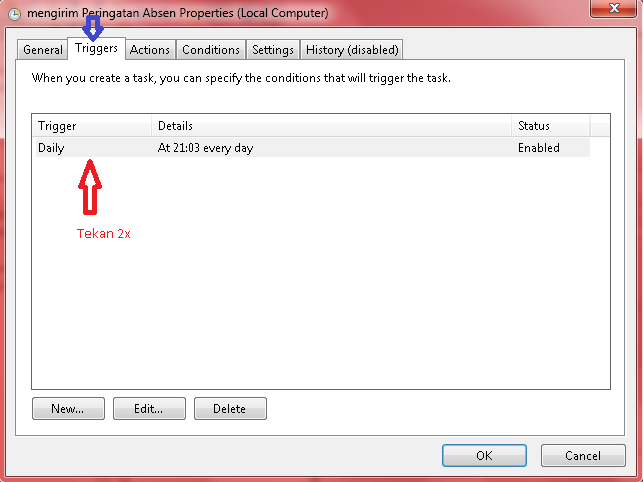 mengirim Peringatan Absen Properties (Local Computer)
General Triggers Actions Conditions Settings History (disabled)
When you create a task, you can specify the conditions that will trigger the task.
Trigger Details Status
Daily At 21:03 every day Enabled
Tekan 2x
New... Edit... Delete
OK Cancel